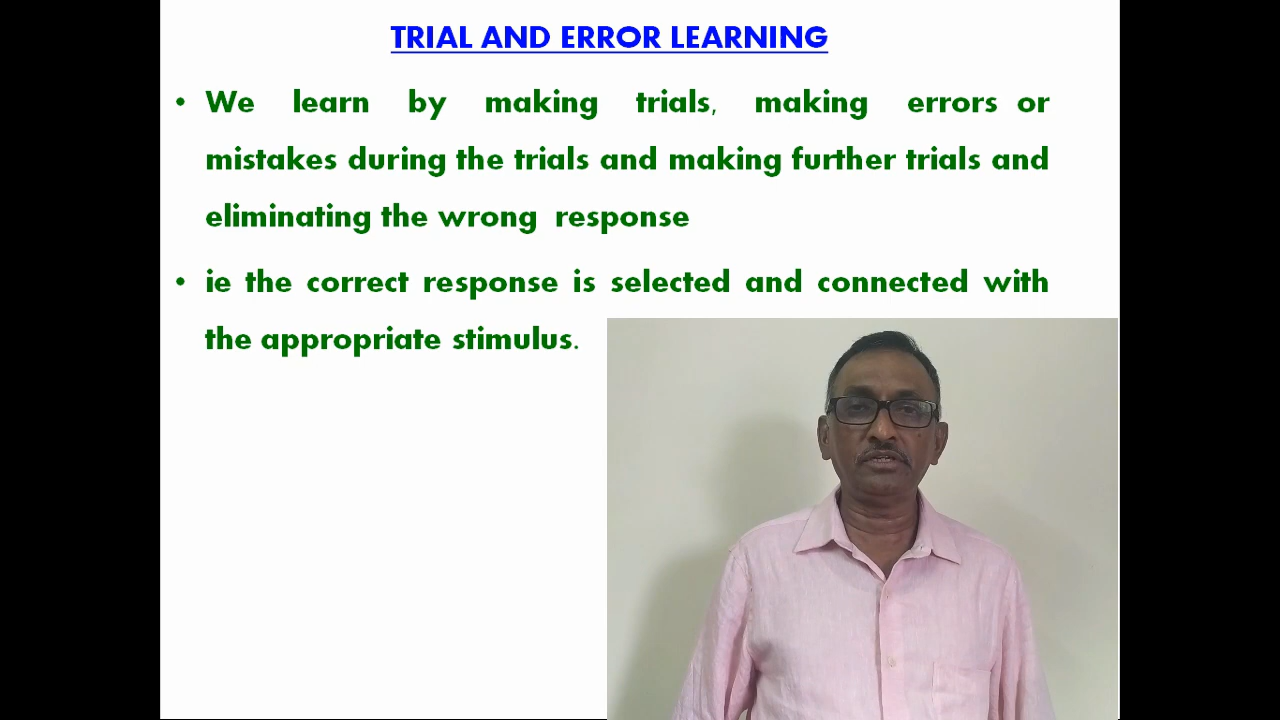 TRIAL AND ERROR LEARNING
• We learn by making trials, making errors or
mistakes during the trials and making further trials and
eliminating the wrong response
• ie the correct response is selected and connected with
the appropriate stimulus.